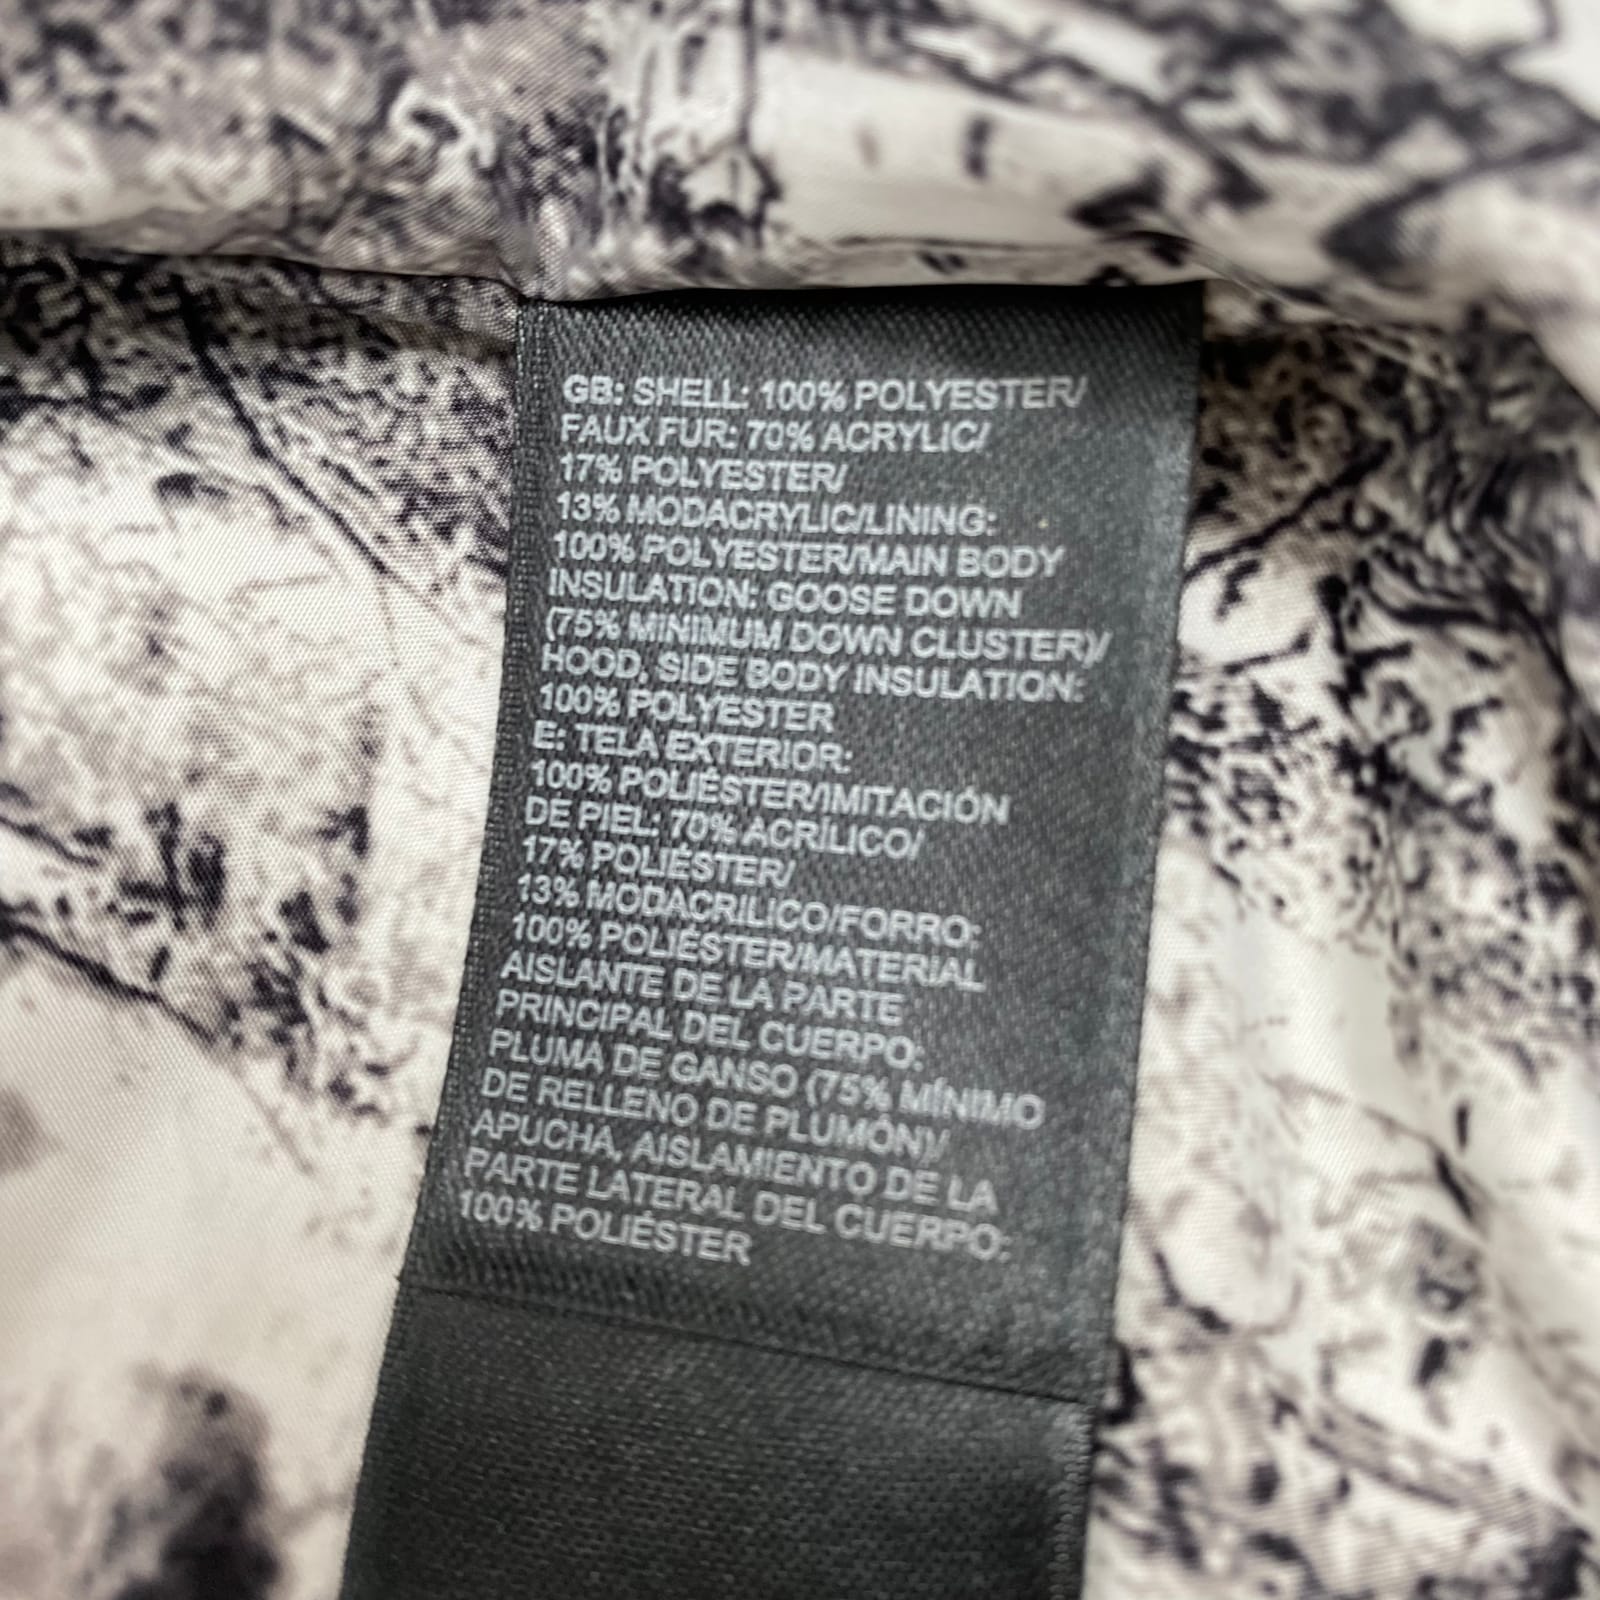 GB: SHELL: 100% POLYESTER/
FAUX FUR: 70% ACRYLIC/
17% POLYESTER/
13% MODACRYLIC/LINING:
100% POLYESTER/MAIN BODY
INSULATION: GOOSE DOWN
(75% MINIMUM DOWN CLUSTER)/
HOOD, SIDE BODY INSULATION:
100% POLYESTER
E: TELA EXTERIOR:
100% POLIÉSTER/IMITACIÓN
DE PIEL: 70% ACRÍLICO/
17% POLIÉSTER/
13% MODACRILICO/FORRO:
100% POLIÉSTER/MATERIAL
AISLANTE DE LA PARTE
PRINCIPAL DEL CUERPO:
PLUMA DE GANSO (75% MÍNIMO
DE RELLENO DE PLUMÓN)/
APUCHA, AISLAMIENTO DE LA
PARTE LATERAL DEL CUERPO:
100% POLIÉSTER